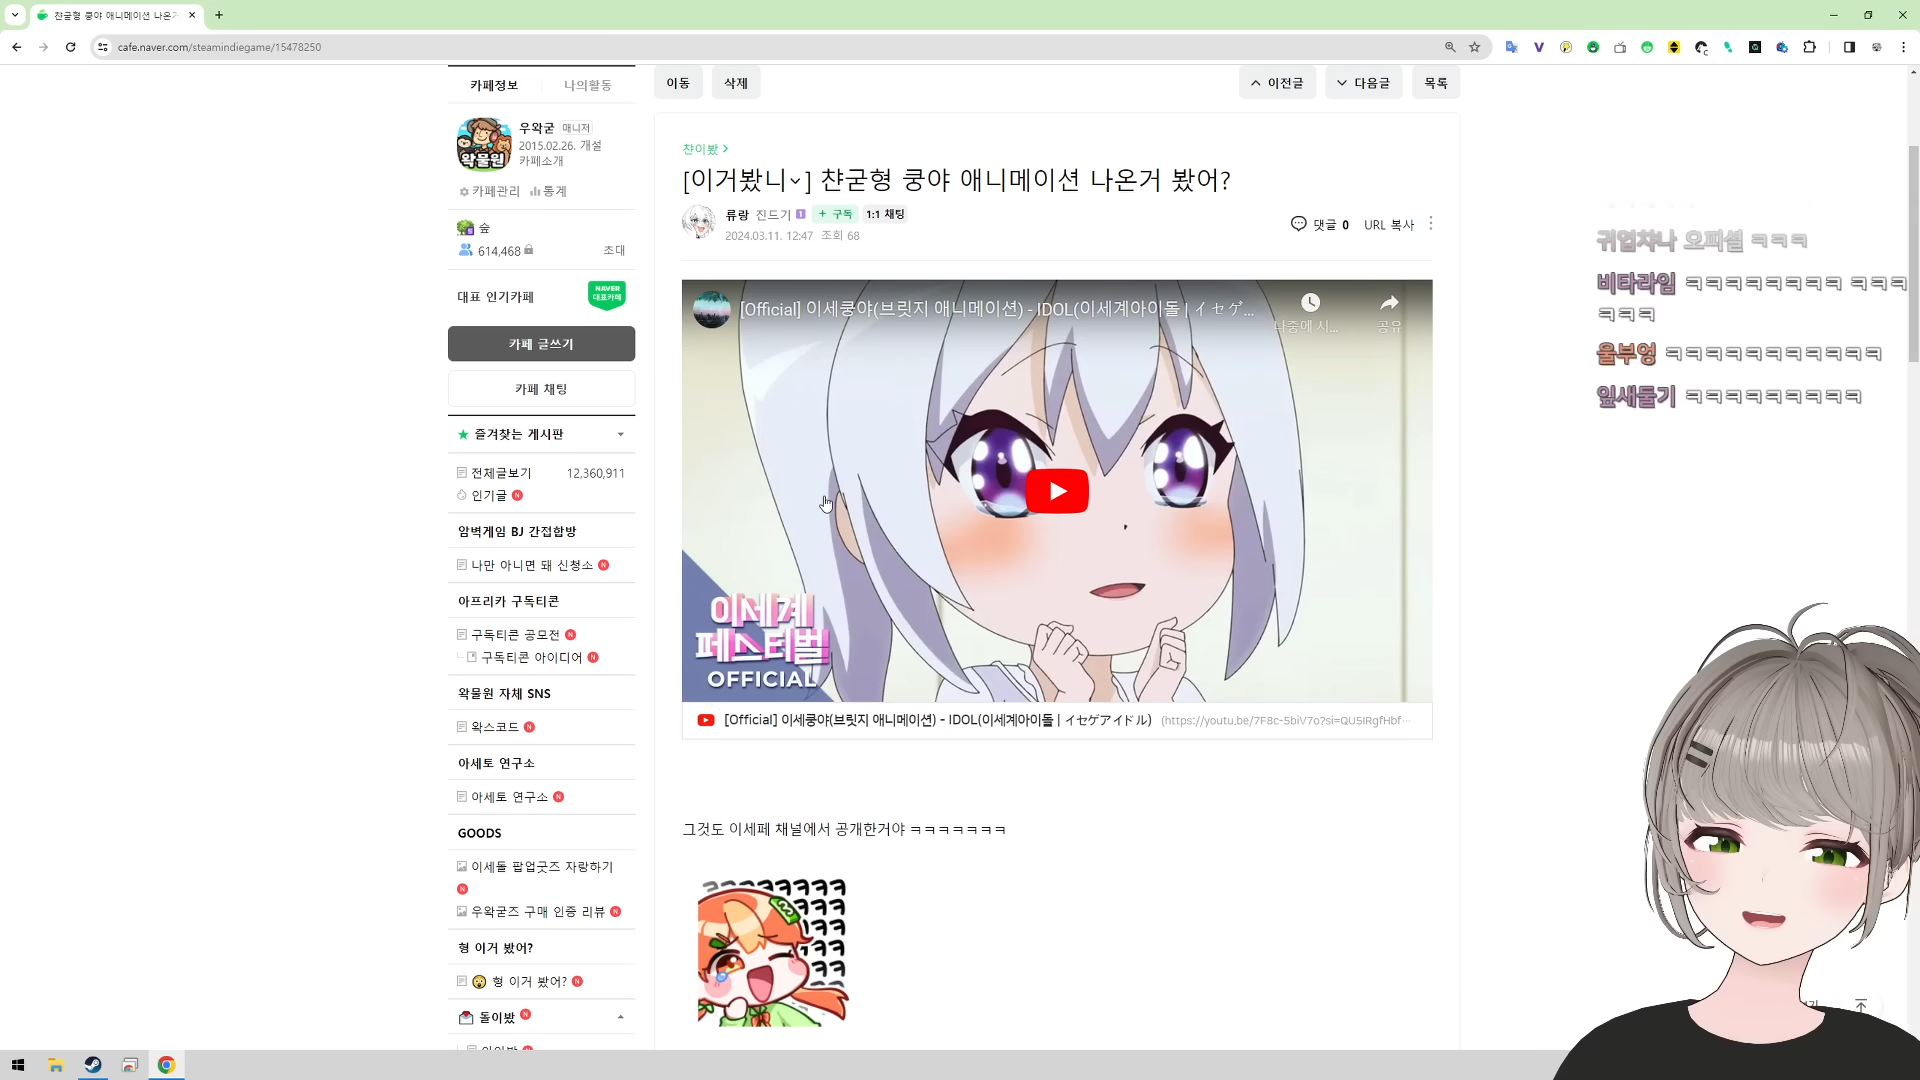 챤굳형 쿵야 애니메이션 나온거
cafe.naver.com/steamindiegame/15478250
카페정보
나의활동
우왁굳 매니저
2015.02.26. 개설
카페소개
왁물원
카페관리 통계
숲
614,468 초대
대표 인기카페
NAVER
대표카페
카페 글쓰기
카페 채팅
즐겨찾는 게시판
전체글보기 12,360,911
인기글 N
암벽게임 BJ 간접합방
나만 아니면 돼 신청소 N
아프리카 구독티콘
구독티콘 공모전 N
구독티콘 아이디어 N
왁물원 자체 SNS
왁스코드 N
아세토 연구소
아세토 연구소 N
GOODS
이세돌 팝업굿즈 자랑하기
N
우왁굳즈 구매 인증 리뷰 N
형 이거 봤어?
형 이거 봤어? N
돌이봤 N
이동 삭제
이전글 다음글 목록
챤이봤 >
[이거봤니ᵕ] 챤굳형 쿵야 애니메이션 나온거 봤어?
류랑 진드기 1 + 구독 1:1 채팅
2024.03.11. 12:47 조회 68
댓글 0 URL 복사
[Official] 이세쿵야(브릿지 애니메이션) - IDOL(이세계아이돌 | イセゲ...
나중에 시... 공유
이세계
페스티벌
OFFICIAL
[Official] 이세쿵야(브릿지 애니메이션) - IDOL(이세계아이돌 | イセゲアイドル) (https://youtu.be/7F8c-5biV7o?si=QU5IRgfHbf···
그것도 이세페 채널에서 공개한거야 ㅋㅋㅋㅋㅋㅋㅋ
귀엽챠나 오피셜 ㅋㅋㅋ
비타라임 ㅋㅋㅋㅋㅋㅋㅋㅋ ㅋㅋㅋ
ㅋㅋㅋ
울부엉 ㅋㅋㅋㅋㅋㅋㅋㅋㅋㅋㅋ
잎새둘기 ㅋㅋㅋㅋㅋㅋㅋㅋㅋ